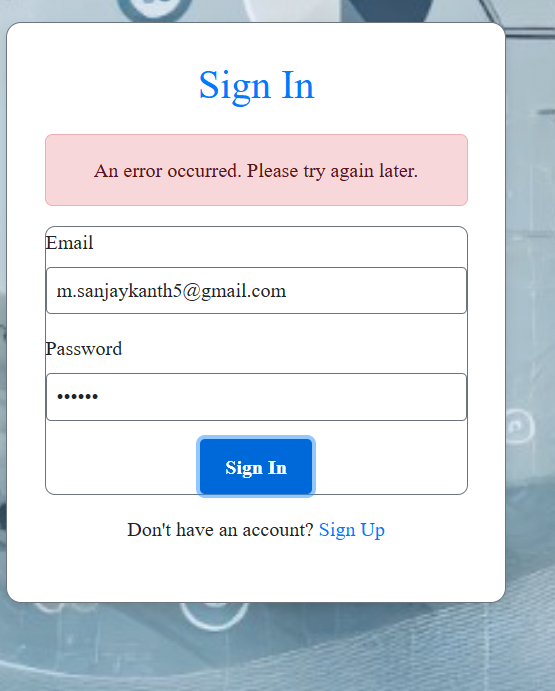 Sign In
An error occurred. Please try again later.
Email
m.sanjaykanth5@gmail.com
Password
••••••
Sign In
Don't have an account? Sign Up